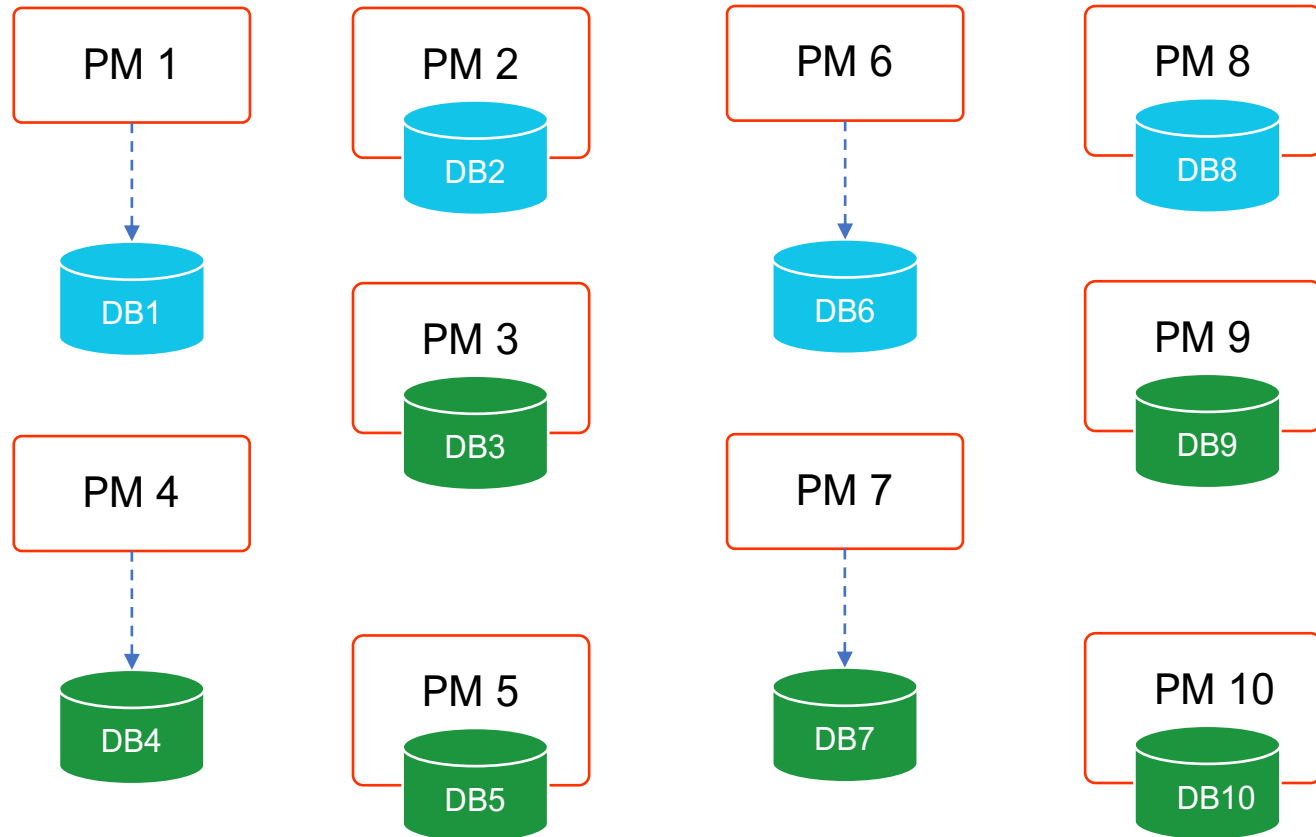 PM 1
PM 2
PM 6
PM 8
DB2
DB8
DB1
DB6
PM 3
PM 9
DB3
DB9
PM 4
PM 7
PM 5
PM 10
DB4
DB7
DB5
DB10